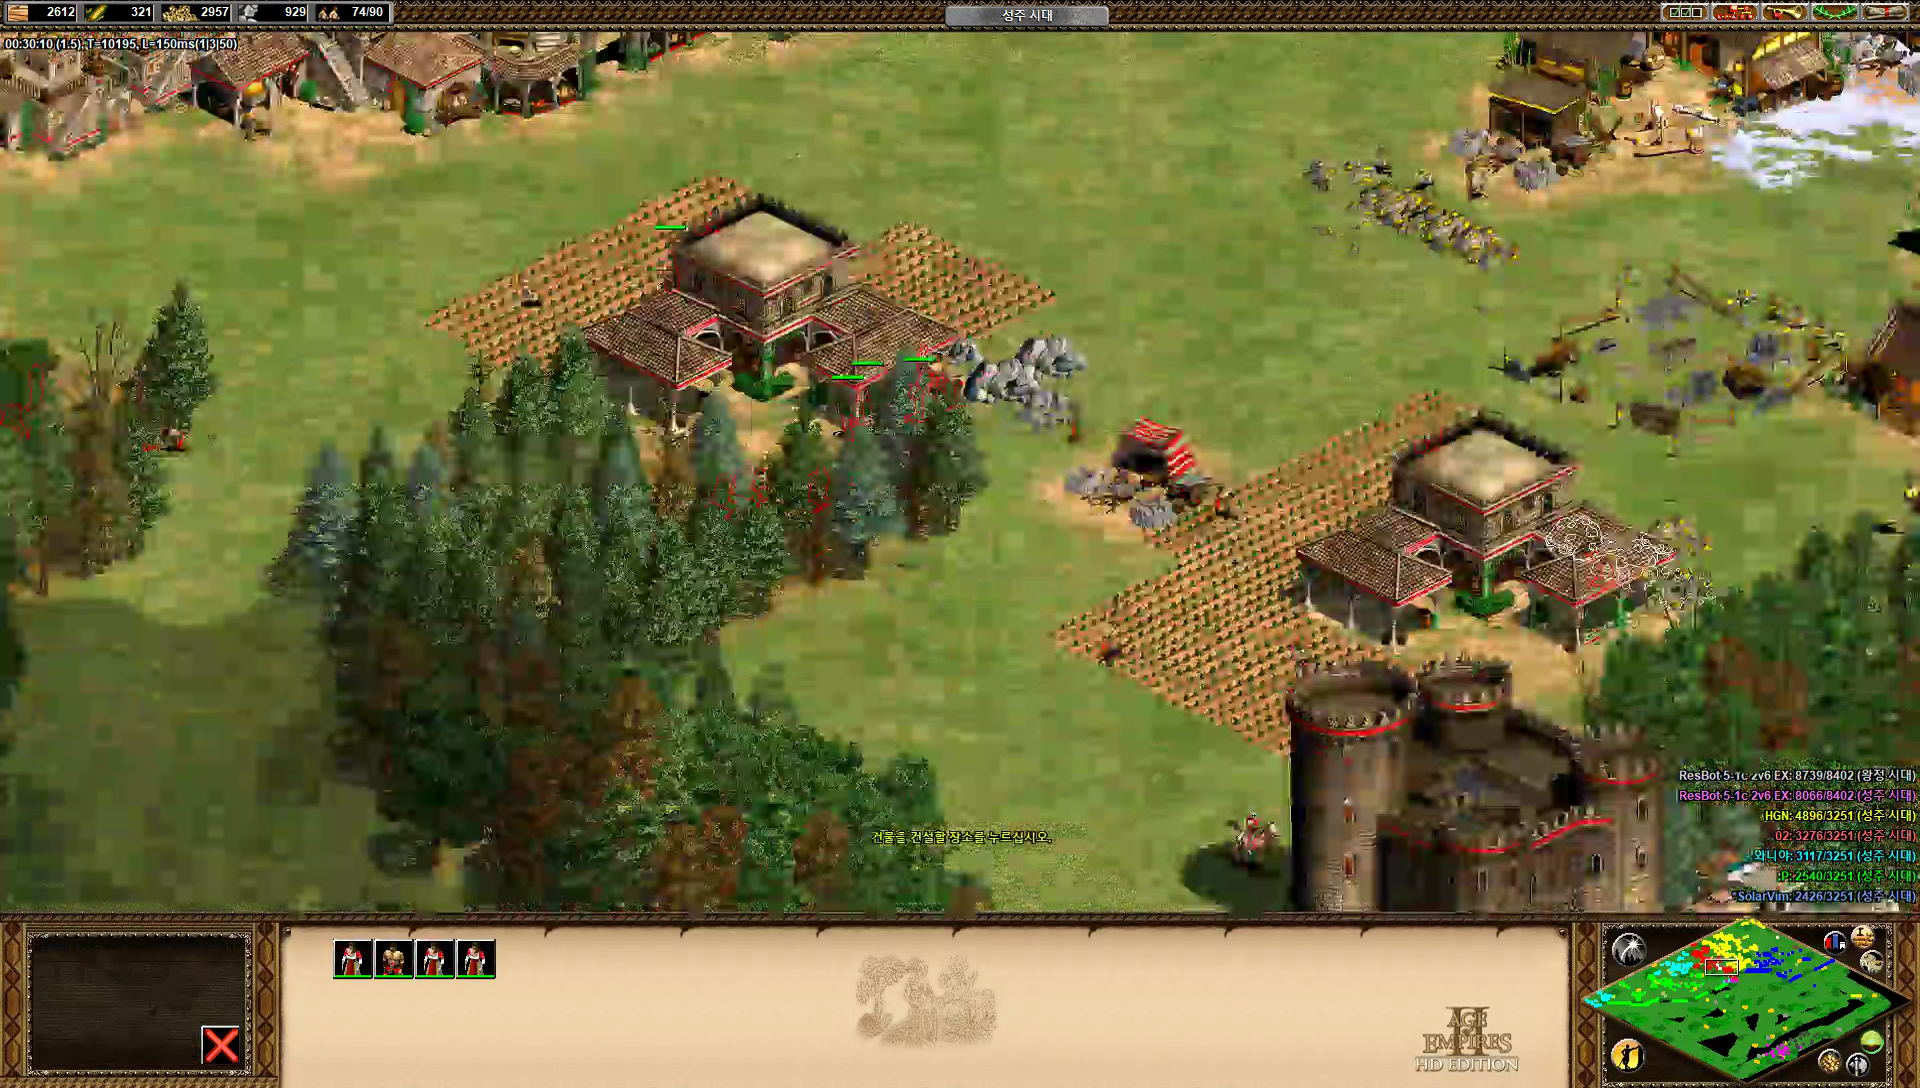 2612 321 2957 929 74/90
성주 시대
00:30:10 (1.5), T=10195, L=150ms(1|3|50)
건물을 건설할 장소를 누르십시오.
ResBot 5-1c 2v6 EX: 8739/8402 (왕정 시대)
ResBot 5-1c 2v6 EX: 8066/8402 (성주 시대)
HGN: 4896/3251 (성주 시대)
02: 3276/3251 (성주 시대)
와니야: 3117/3251 (성주 시대)
:P: 2540/3251 (성주 시대)
*SolarVim: 2426/3251 (성주 시대)
AGE
II
EMPIRES
HD EDITION